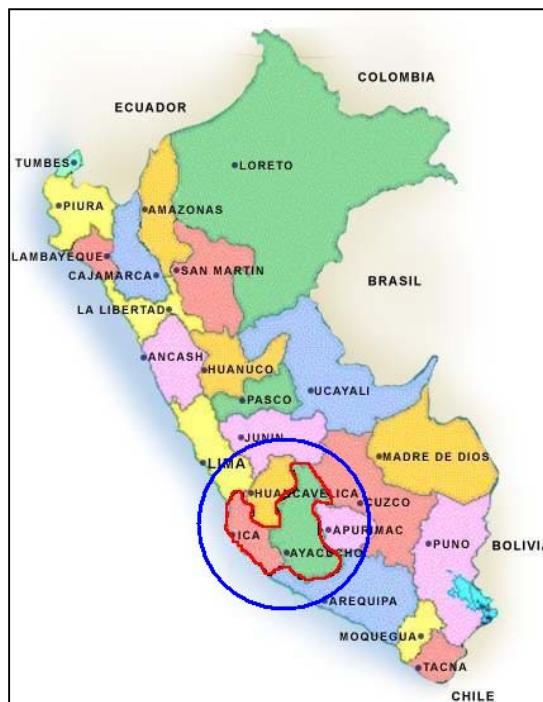 COLOMBIA
ECUADOR
TUMBES
LORETO
PIURA
AMAZONAS
LAMBAYEQUE
SAN MARTIN
CAJAMARCA
BRASIL
LA LIBERTAD
ANCASH
HUANUCO
UCAYALI
PASCO
JUNIN
MADRE DE DIOS
LIMA
HUANCAVELICA
CUZCO
ICA
APURIMAC
PUNO
BOLIVIA
AYACUCHO
AREQUIPA
MOQUEGUA
TACNA
CHILE